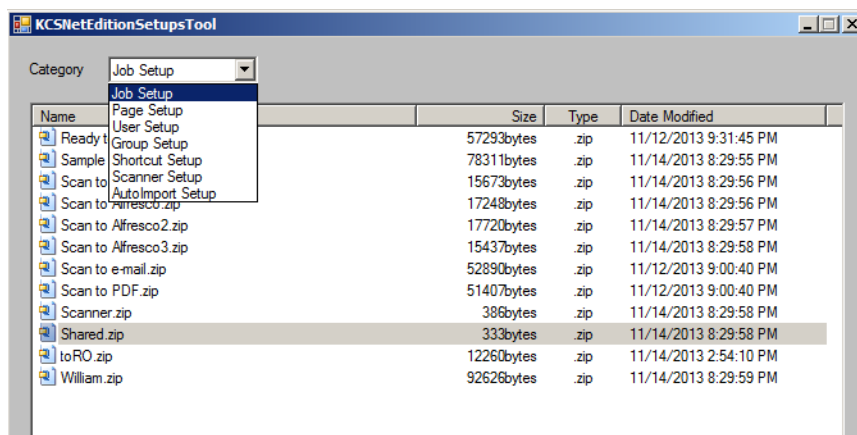 KCSNetEditionSetupsTool
Category Job Setup
Job Setup
Page Setup
User Setup
Group Setup
Shortcut Setup
Scanner Setup
AutoImport Setup
Name Size Type Date Modified
Ready t 57293bytes .zip 11/12/2013 9:31:45 PM
Sample 78311bytes .zip 11/14/2013 8:29:55 PM
Scan to 15673bytes .zip 11/14/2013 8:29:56 PM
Scan to Alfresco.zip 17248bytes .zip 11/14/2013 8:29:56 PM
Scan to Alfresco2.zip 17720bytes .zip 11/14/2013 8:29:57 PM
Scan to Alfresco3.zip 15437bytes .zip 11/14/2013 8:29:58 PM
Scan to e-mail.zip 52890bytes .zip 11/12/2013 9:00:40 PM
Scan to PDF.zip 51407bytes .zip 11/12/2013 9:00:40 PM
Scanner.zip 386bytes .zip 11/14/2013 8:29:58 PM
Shared.zip 333bytes .zip 11/14/2013 8:29:58 PM
toRO.zip 12260bytes .zip 11/14/2013 2:54:10 PM
William.zip 92626bytes .zip 11/14/2013 8:29:59 PM